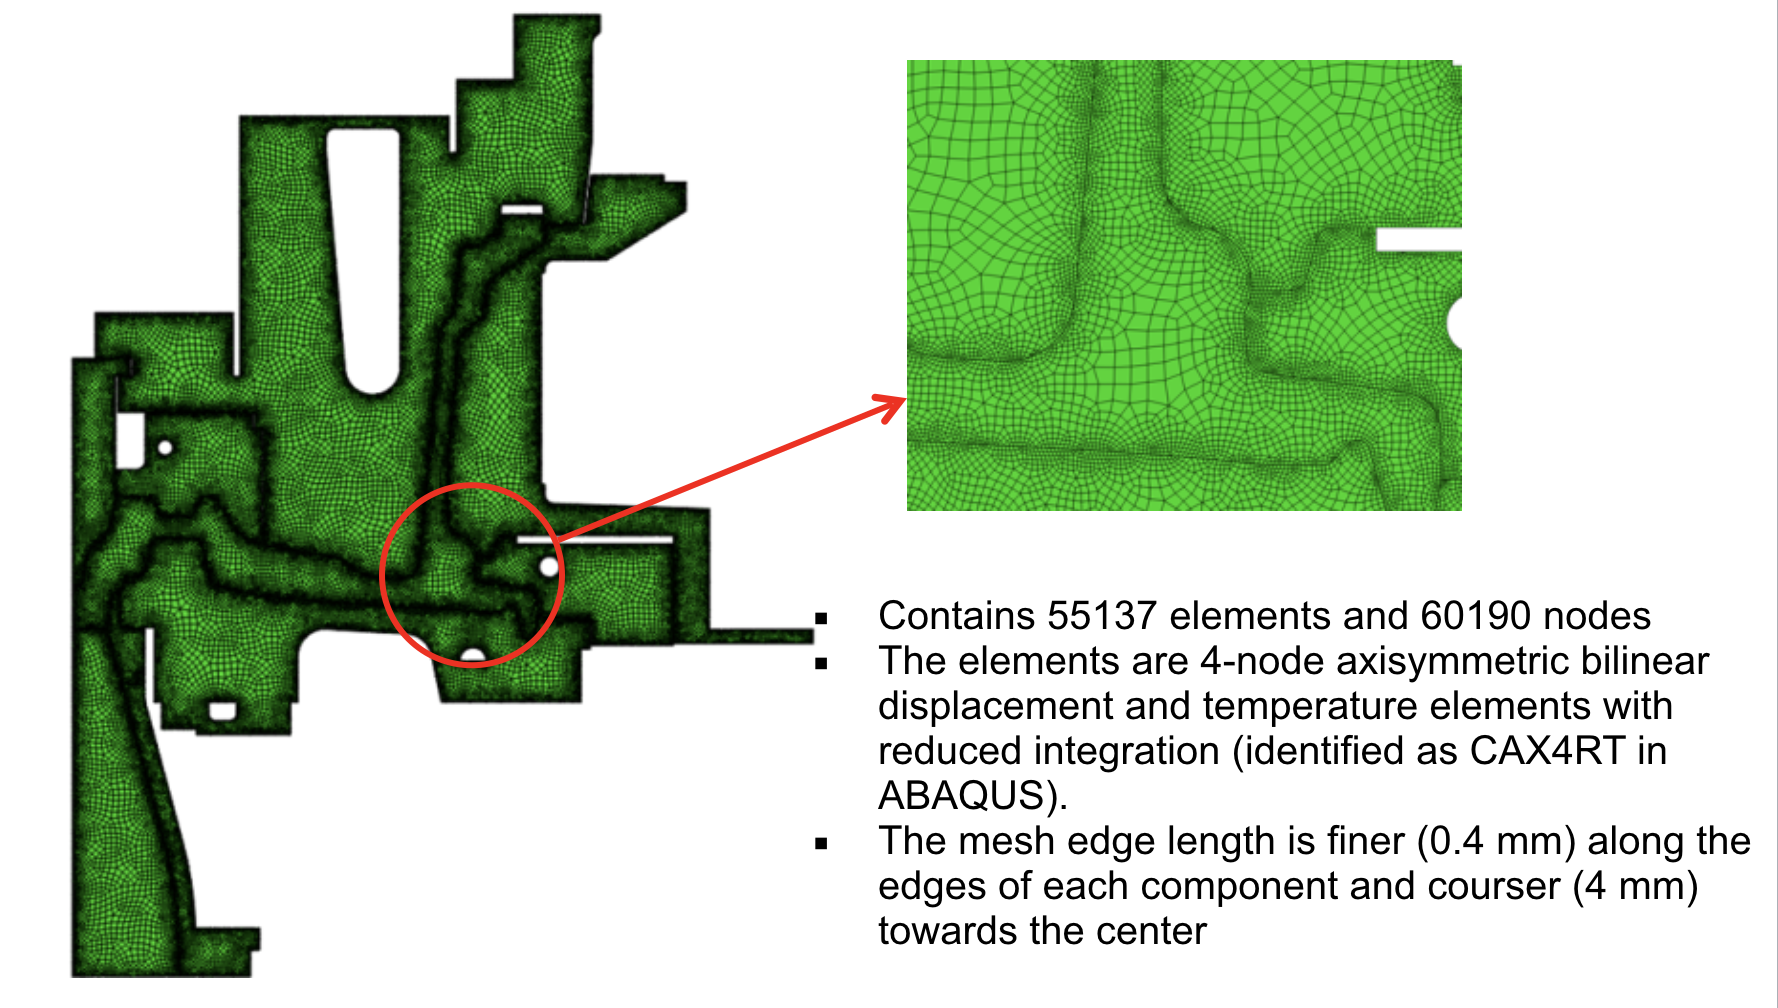 ▪ Contains 55137 elements and 60190 nodes
▪ The elements are 4-node axisymmetric bilinear
displacement and temperature elements with
reduced integration (identified as CAX4RT in
ABAQUS).
▪ The mesh edge length is finer (0.4 mm) along the
edges of each component and courser (4 mm)
towards the center